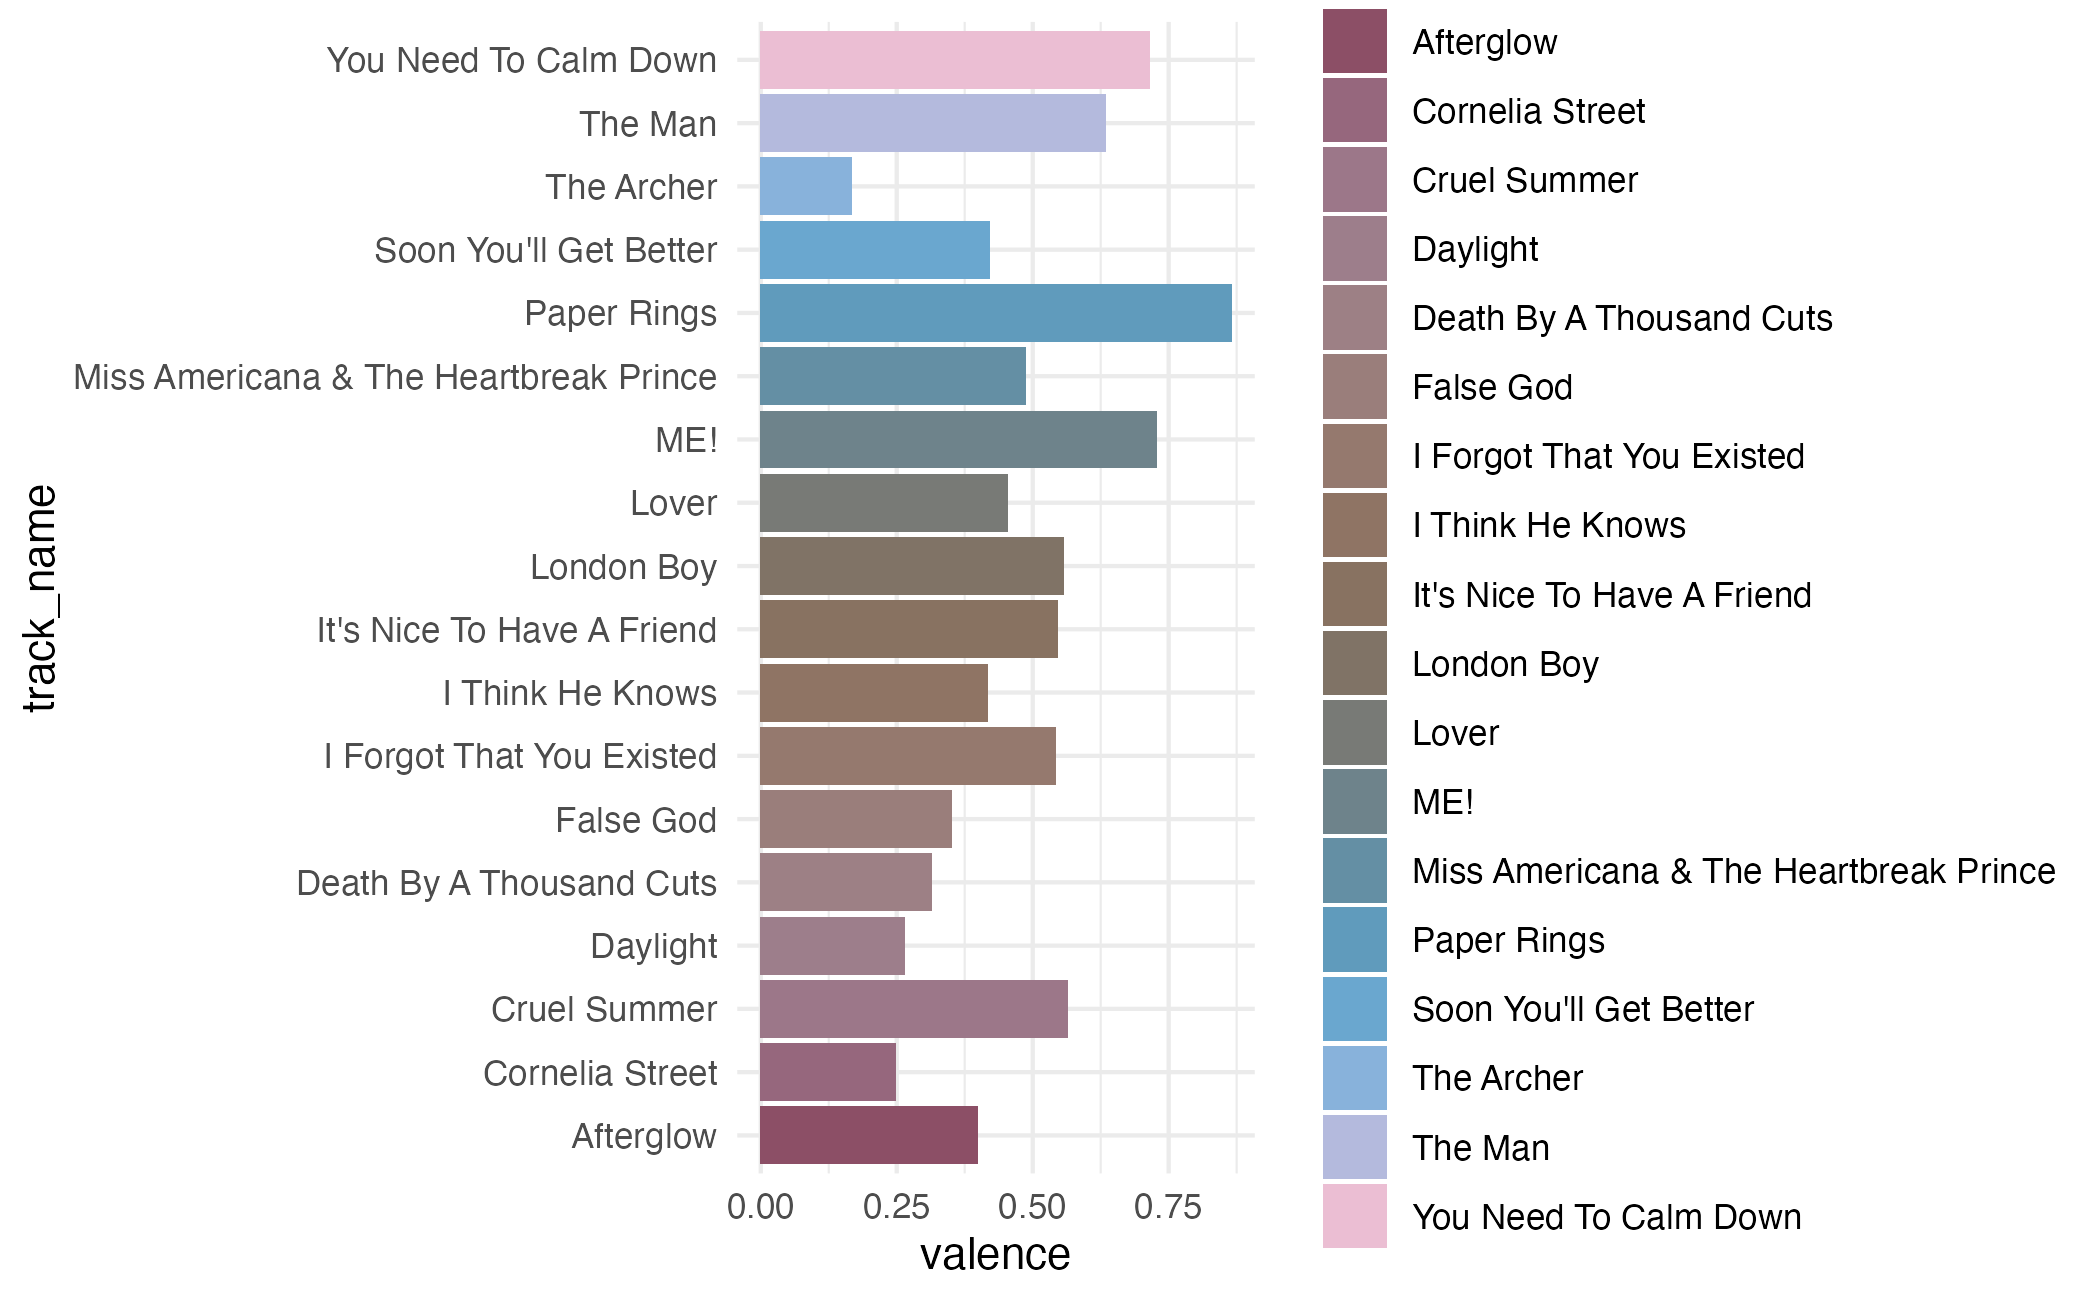 You Need To Calm Down
The Man
The Archer
Soon You'll Get Better
Paper Rings
Miss Americana & The Heartbreak Prince
ME!
Lover
London Boy
It's Nice To Have A Friend
I Think He Knows
I Forgot That You Existed
False God
Death By A Thousand Cuts
Daylight
Cruel Summer
Cornelia Street
Afterglow
track_name
0.00 0.25 0.50 0.75
valence
Afterglow
Cornelia Street
Cruel Summer
Daylight
Death By A Thousand Cuts
False God
I Forgot That You Existed
I Think He Knows
It's Nice To Have A Friend
London Boy
Lover
ME!
Miss Americana & The Heartbreak Prince
Paper Rings
Soon You'll Get Better
The Archer
The Man
You Need To Calm Down